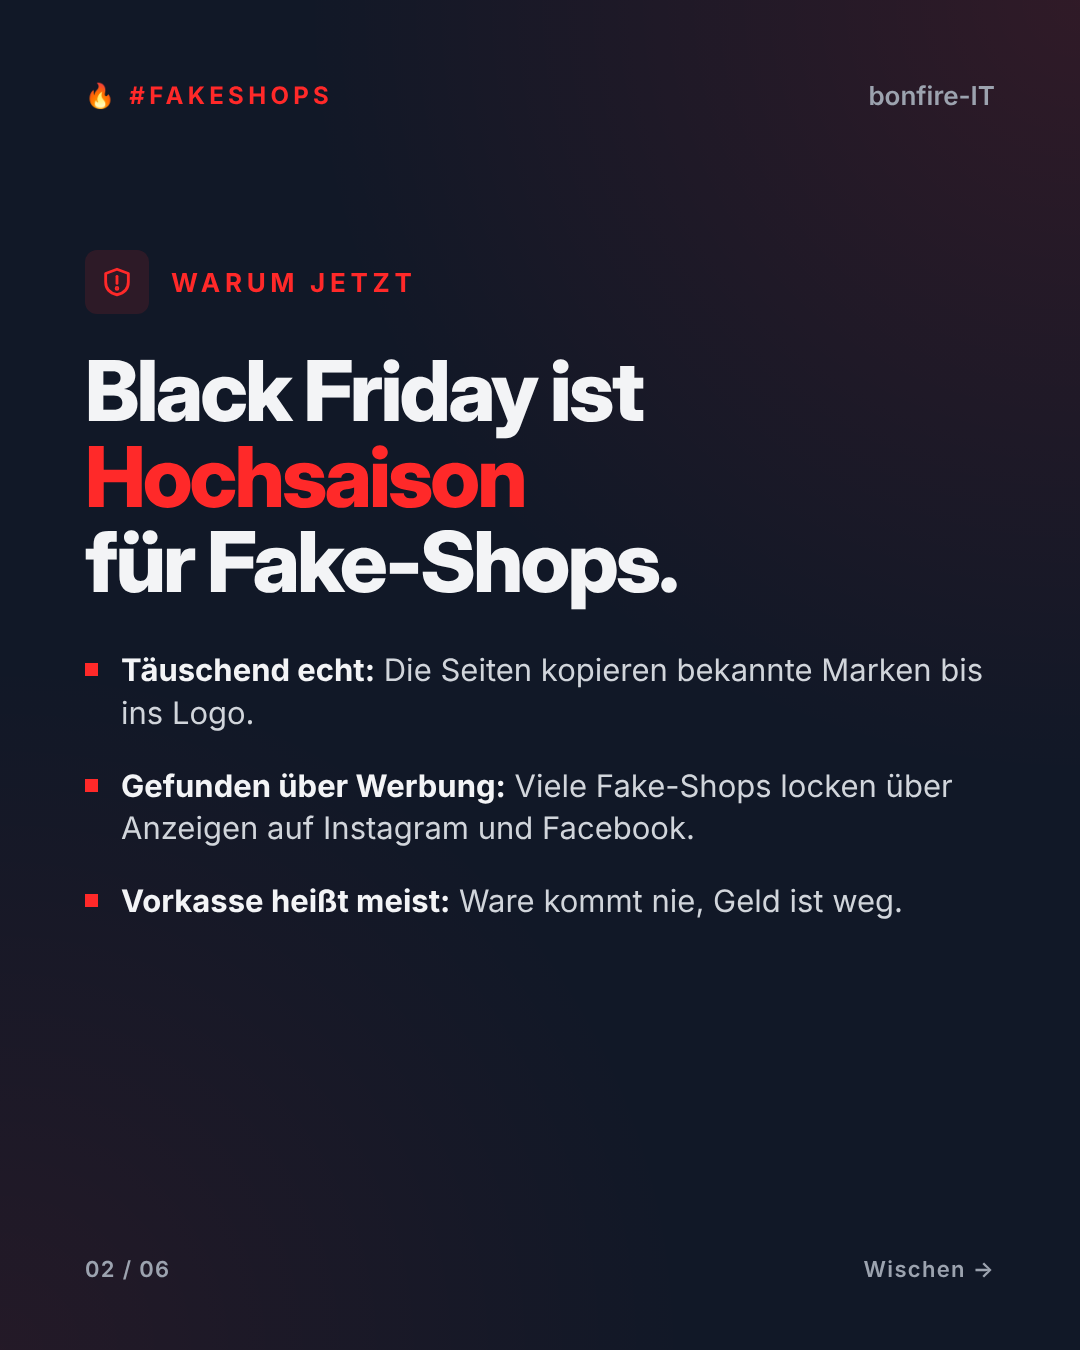 🔥 #FAKESHOPS
bonfire-IT
WARUM JETZT
Black Friday ist
Hochsaison
für Fake-Shops.
Täuschend echt: Die Seiten kopieren bekannte Marken bis
ins Logo.
Gefunden über Werbung: Viele Fake-Shops locken über
Anzeigen auf Instagram und Facebook.
Vorkasse heißt meist: Ware kommt nie, Geld ist weg.
02 / 06
Wischen →